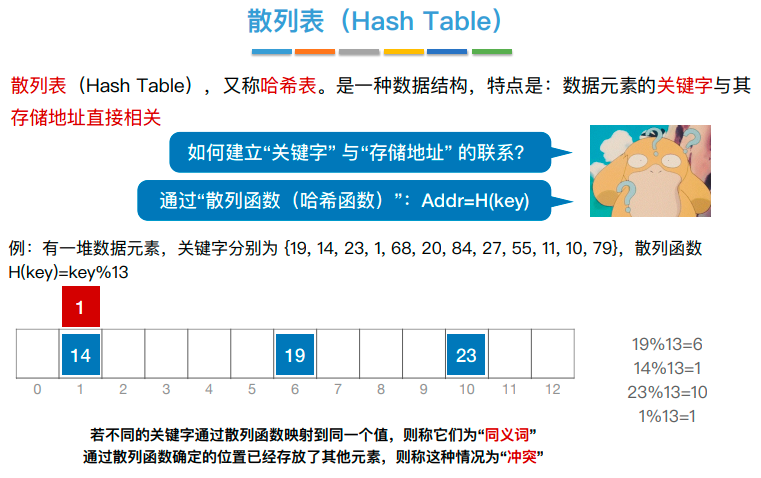 散列表（Hash Table）
散列表（Hash Table），又称哈希表。是一种数据结构，特点是：数据元素的关键字与其
存储地址直接相关
如何建立“关键字” 与“存储地址” 的联系？
通过“散列函数（哈希函数）”：Addr=H(key)
例：有一堆数据元素，关键字分别为 {19, 14, 23, 1, 68, 20, 84, 27, 55, 11, 10, 79}，散列函数
H(key)=key%13
1
14 19 23
0 1 2 3 4 5 6 7 8 9 10 11 12
19%13=6
14%13=1
23%13=10
1%13=1
若不同的关键字通过散列函数映射到同一个值，则称它们为“同义词”
通过散列函数确定的位置已经存放了其他元素，则称这种情况为“冲突”